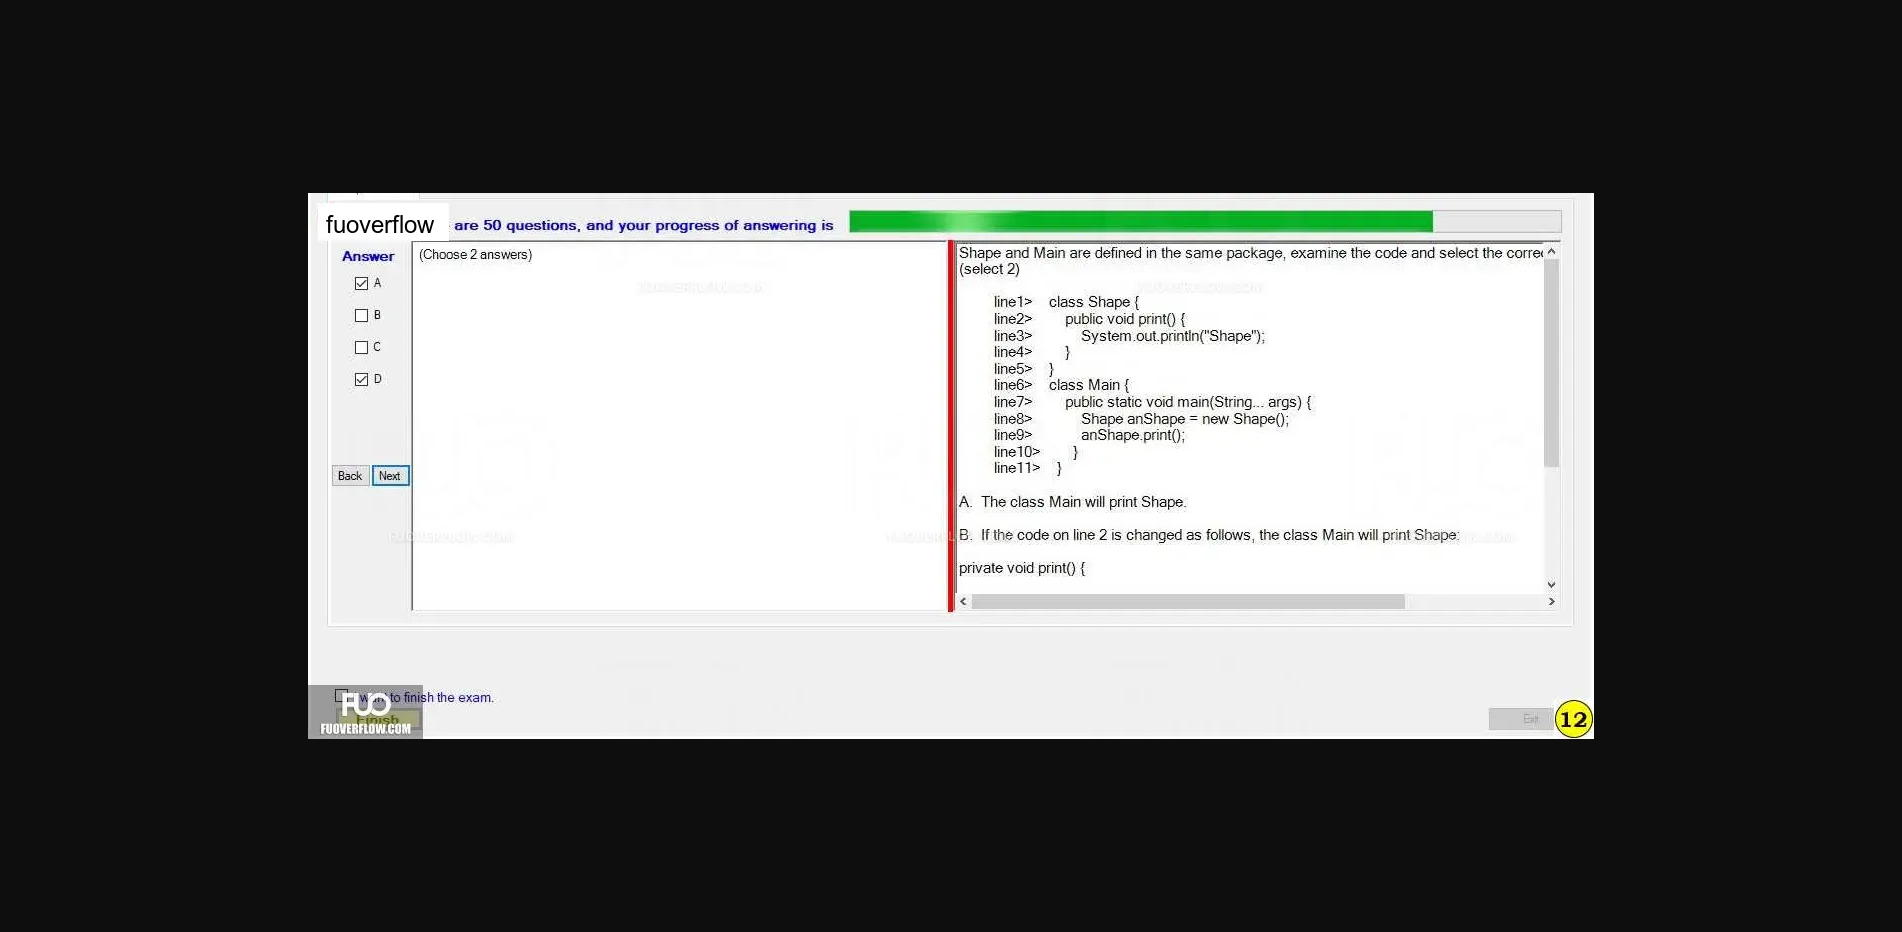 fuoverflow
are 50 questions, and your progress of answering is
Answer
A
B
C
D
Back
Next
(Choose 2 answers)
Shape and Main are defined in the same package, examine the code and select the correc
(select 2)
line1> class Shape {
line2> public void print() {
line3> System.out.println("Shape");
line4> }
line5> }
line6> class Main {
line7> public static void main(String... args) {
line8> Shape anShape = new Shape();
line9> anShape.print();
line10> }
line11> }
A. The class Main will print Shape.
B. If the code on line 2 is changed as follows, the class Main will print Shape:
private void print() {
FUOVERFLOW.COM
FUOVERFLOW.COM
want to finish the exam.
Finish
FUO
FUOVERFLOW.COM
Exit
12